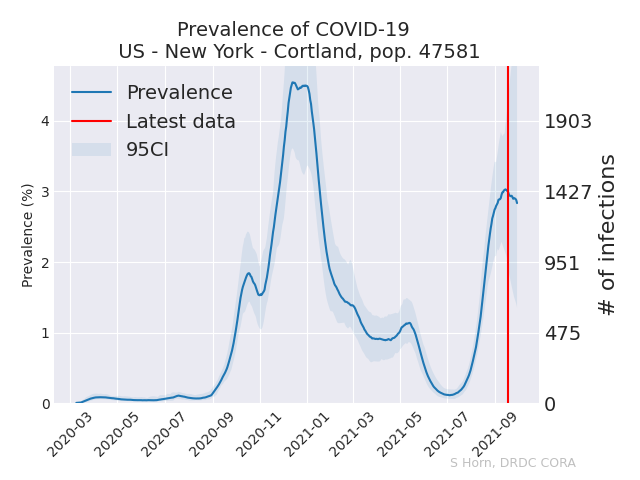 Prevalence of COVID-19
US - New York - Cortland, pop. 47581
Prevalence
Latest data
95CI
4
3
2
1
0
Prevalence (%)
1903
1427
951
475
0
# of infections
2020-03
2020-05
2020-07
2020-09
2020-11
2021-01
2021-03
2021-05
2021-07
2021-09
S Horn, DRDC CORA